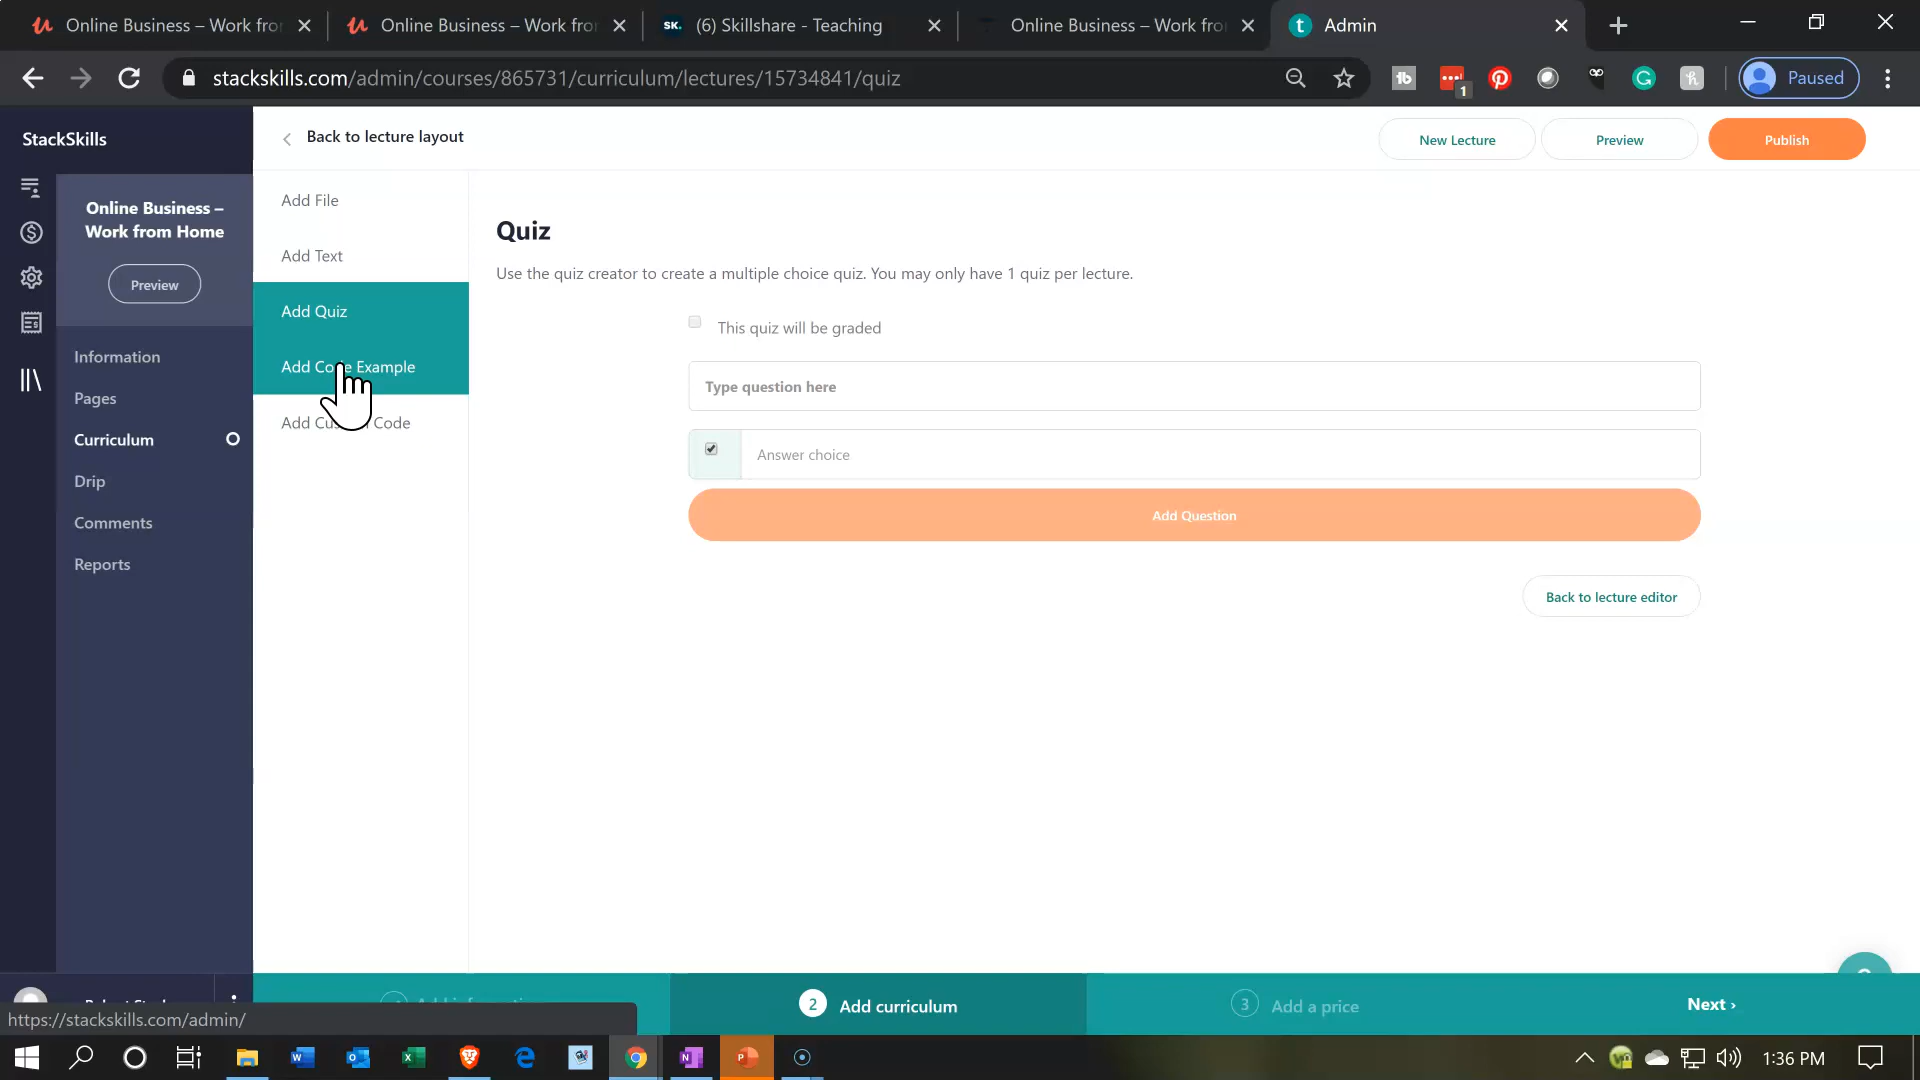 Online Business – Work fro
Online Business – Work fro
sk.
(6) Skillshare - Teaching
Online Business – Work fro
t
Admin
stackskills.com/admin/courses/865731/curriculum/lectures/15734841/quiz
1
Paused
StackSkills
Back to lecture layout
New Lecture
Preview
Publish
Online Business –
Work from Home
Preview
Information
Pages
Curriculum
Drip
Comments
Reports
Add File
Add Text
Add Quiz
Add Code Example
Add Code
Quiz
Use the quiz creator to create a multiple choice quiz. You may only have 1 quiz per lecture.
This quiz will be graded
Type question here
Answer choice
Add Question
Back to lecture editor
2 Add curriculum
3 Add a price
Next ›
https://stackskills.com/admin/
1:36 PM